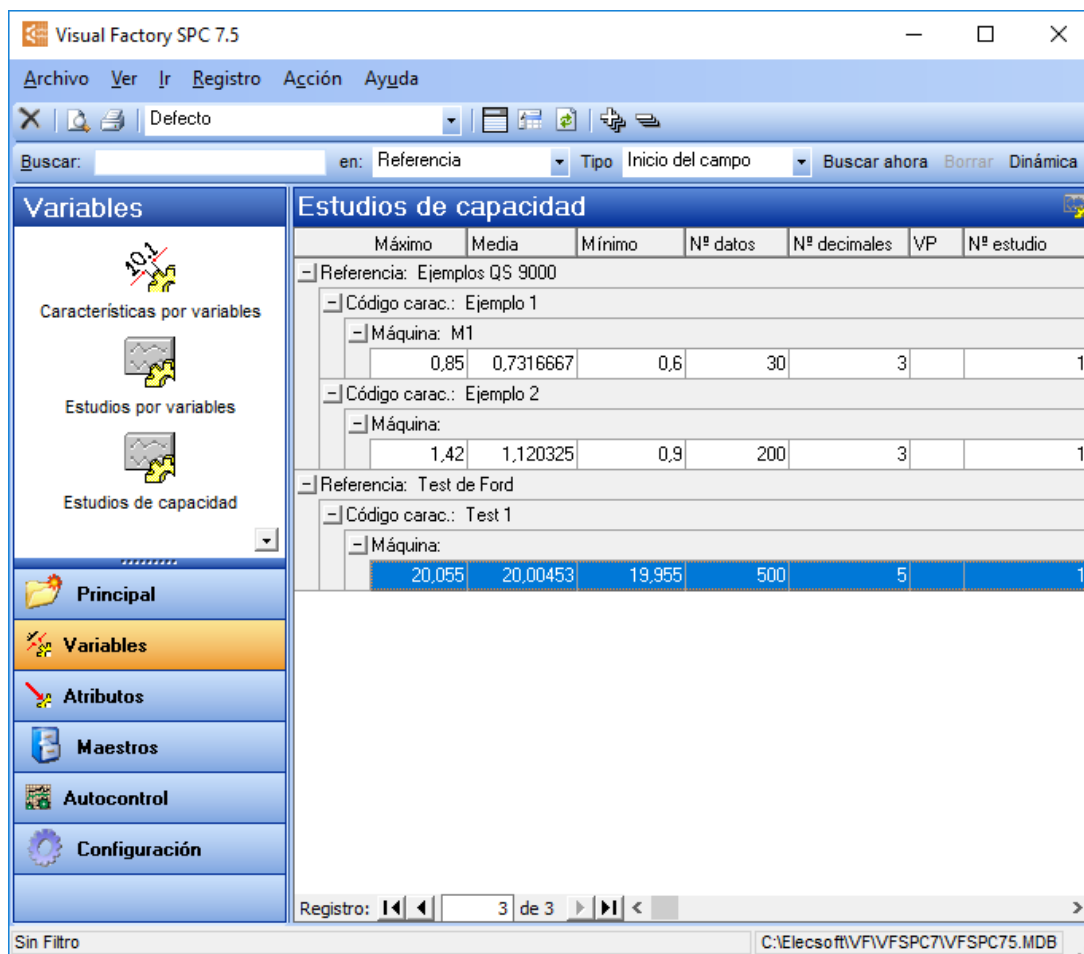 Visual Factory SPC 7.5
Archivo Ver Ir Registro Acción Ayuda
Defecto
Buscar: en: Referencia Tipo Inicio del campo Buscar ahora Borrar Dinámica
Variables
Características por variables
Estudios por variables
Estudios de capacidad
Principal
Variables
Atributos
Maestros
Autocontrol
Configuración
Estudios de capacidad
Máximo Media Mínimo Nº datos Nº decimales VP Nº estudio
Referencia: Ejemplos QS 9000
Código carac.: Ejemplo 1
Máquina: M1
0,85 0,7316667 0,6 30 3 1
Código carac.: Ejemplo 2
Máquina:
1,42 1,120325 0,9 200 3 1
Referencia: Test de Ford
Código carac.: Test 1
Máquina:
20,055 20,00453 19,955 500 5 1
Registro: 3 de 3
Sin Filtro C:\Elecsoft\VF\VFSPC7\VFSPC75.MDB